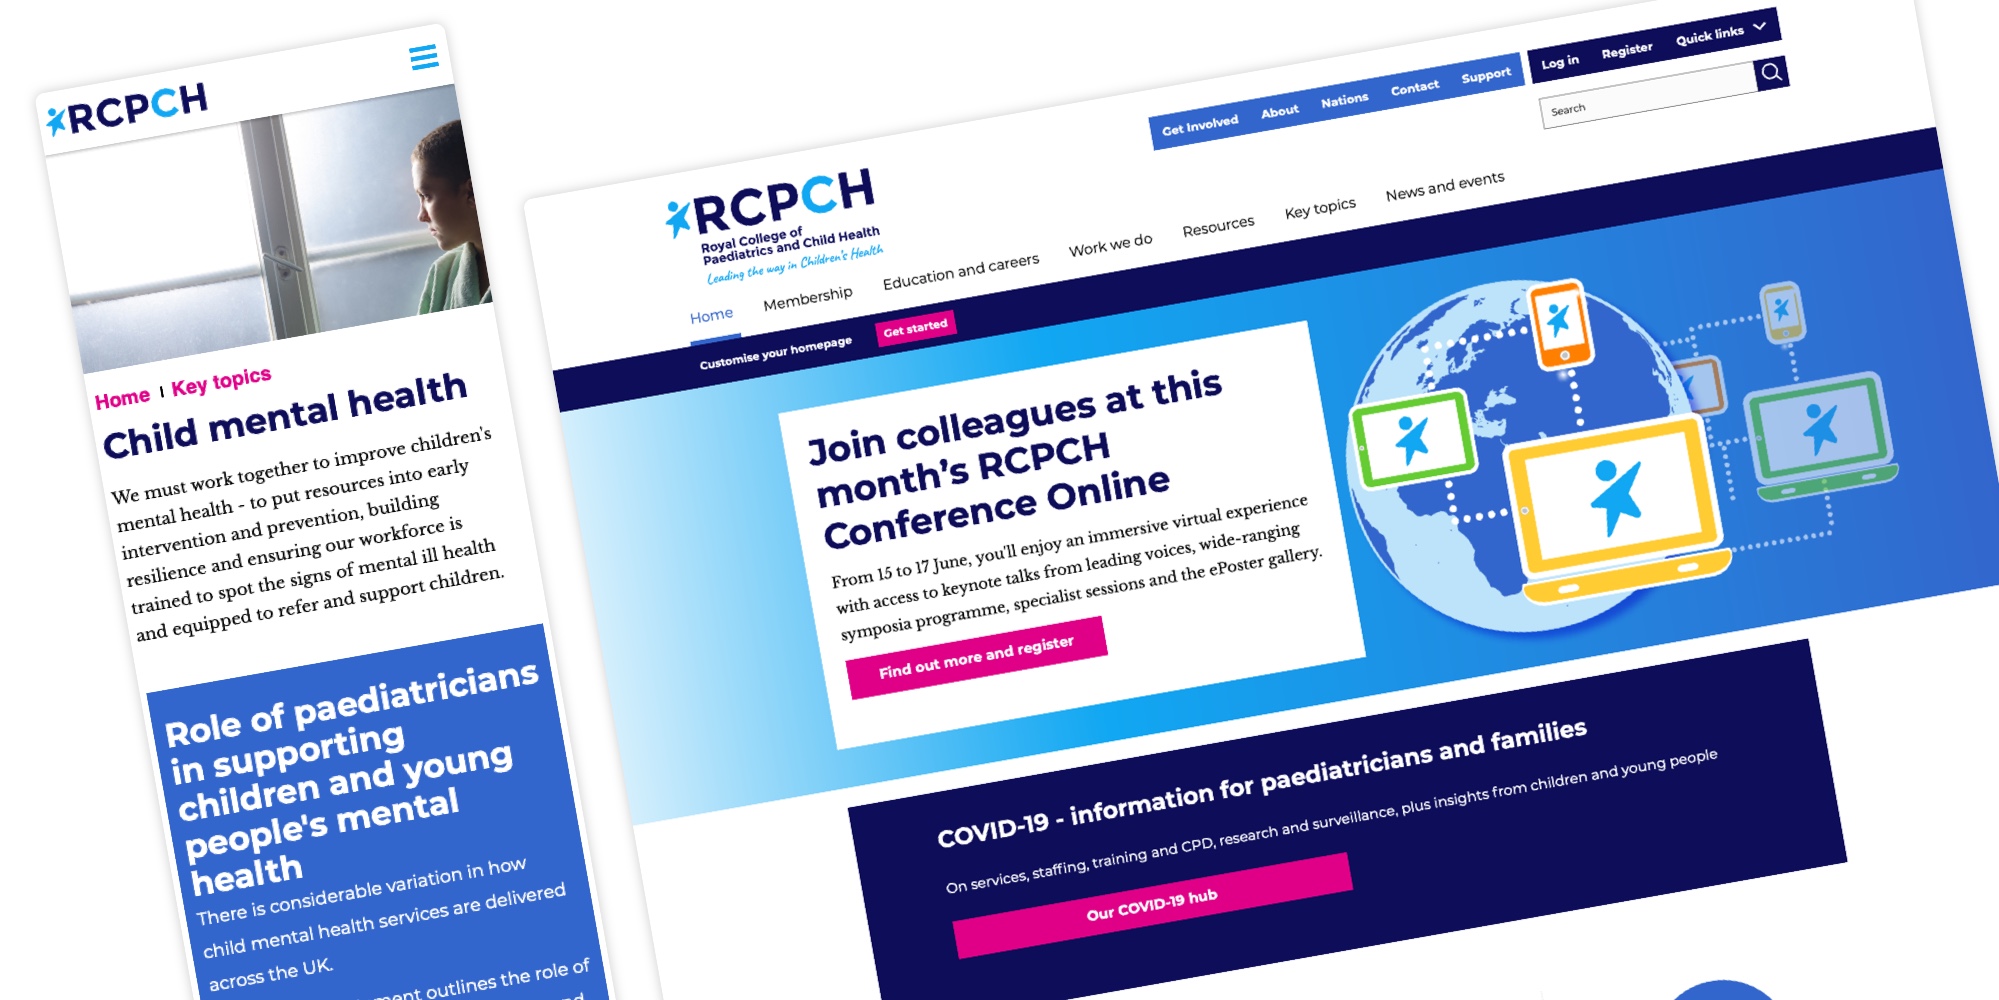 RCPCH
Home | Key topics
Child mental health
We must work together to improve children's
mental health - to put resources into early
intervention and prevention, building
resilience and ensuring our workforce is
trained to spot the signs of mental ill health
and equipped to refer and support children.
Role of paediatricians
in supporting
children and young
people's mental
health
There is considerable variation in how
child mental health services are delivered
across the UK.
outlines the role of
Get Involved About Nations Contact Support
Log in Register Quick links
Search
RCPCH
Royal College of
Paediatrics and Child Health
Leading the way in Children's Health
Home Membership Education and careers Work we do Resources Key topics News and events
Customise your homepage Get started
Join colleagues at this
month’s RCPCH
Conference Online
From 15 to 17 June, you'll enjoy an immersive virtual experience
with access to keynote talks from leading voices, wide-ranging
symposia programme, specialist sessions and the ePoster gallery.
Find out more and register
COVID-19 - information for paediatricians and families
On services, staffing, training and CPD, research and surveillance, plus insights from children and young people
Our COVID-19 hub